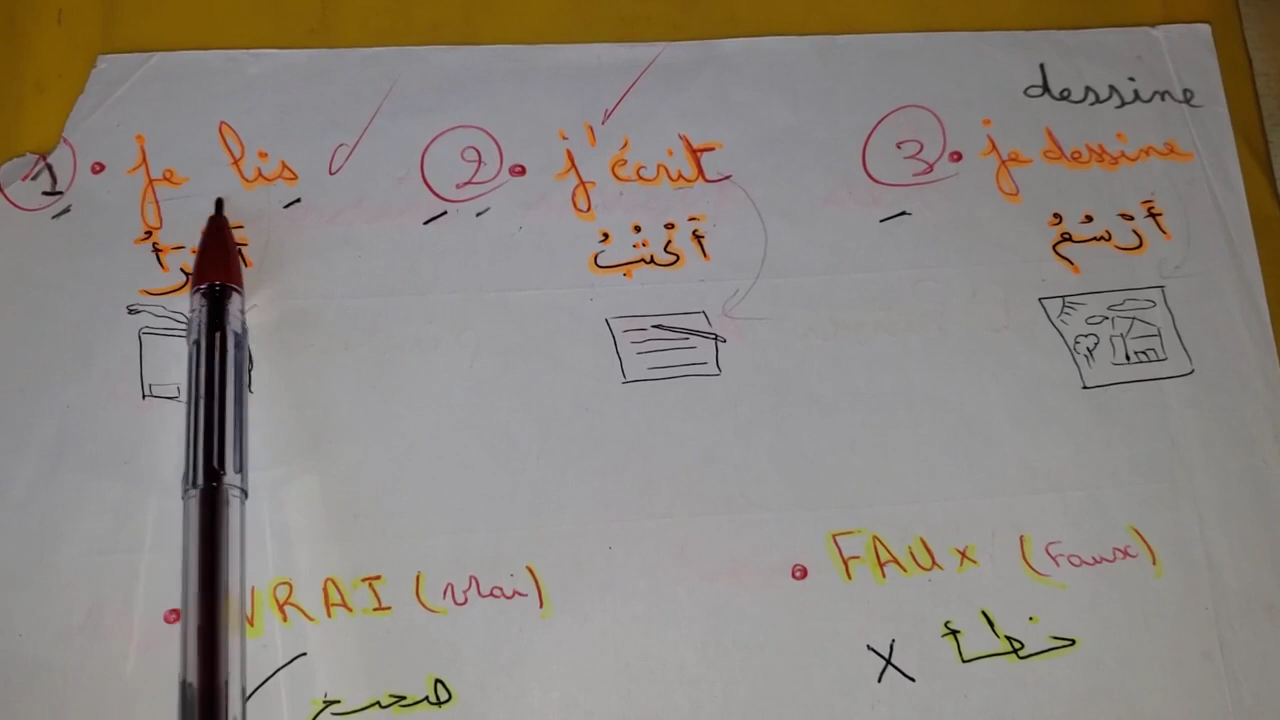 dessine
1 • je lis 2 • j'écrit 3 • je dessine
أَكْتُبُ أَرْسُمُ
• VRAI (vrai) • FAUX (Faux)
صحيح X خطأ